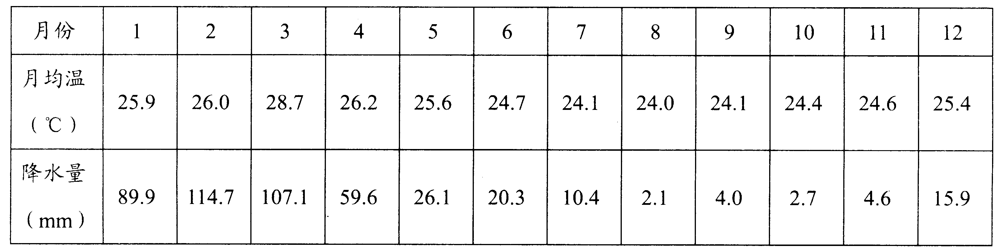 月份 1 2 3 4 5 6 7 8 9 10 11 12
月均温
(℃) 25.9 26.0 28.7 26.2 25.6 24.7 24.1 24.0 24.1 24.4 24.6 25.4
降水量
(mm) 89.9 114.7 107.1 59.6 26.1 20.3 10.4 2.1 4.0 2.7 4.6 15.9